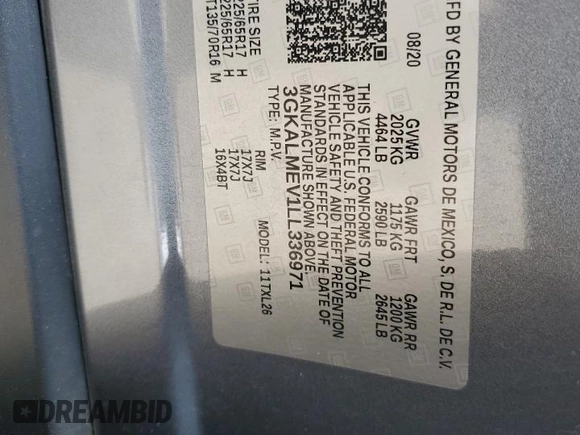 MFD BY GENERAL MOTORS DE MEXICO, S. DE R.L. DE C.V.
08/20 GVWR GAWR FRT GAWR RR
2025 KG 1175 KG 1200 KG
4464 LB 2590 LB 2645 LB
THIS VEHICLE CONFORMS TO ALL
APPLICABLE U.S. FEDERAL MOTOR
VEHICLE SAFETY AND THEFT PREVENTION
STANDARDS IN EFFECT ON THE DATE OF
MANUFACTURE SHOWN ABOVE.
3GKALMEV1LL336971
TYPE: M.P.V. MODEL: 11TXL26
TIRE SIZE RIM
225/65R17 H 17X7J
225/65R17 H 17X7J
T135/70R16 M 16X4BT
GM
DREAMBID